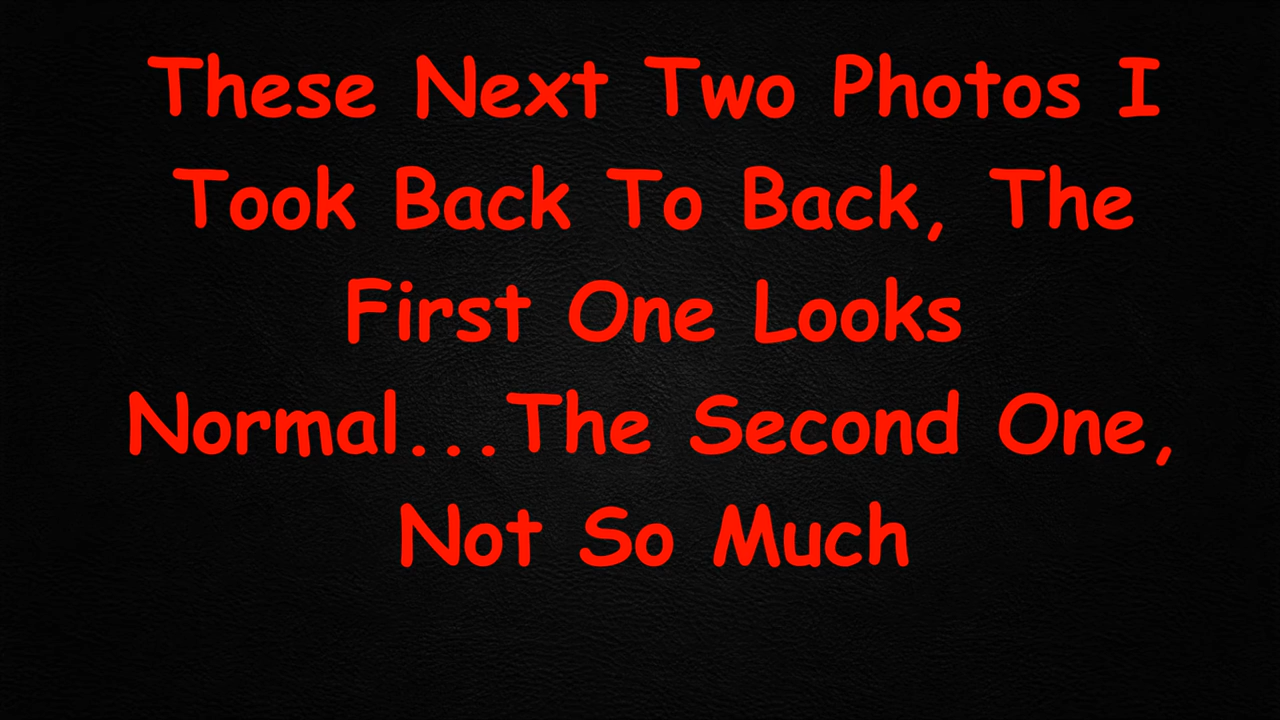 These Next Two Photos I
Took Back To Back, The
First One Looks
Normal...The Second One,
Not So Much